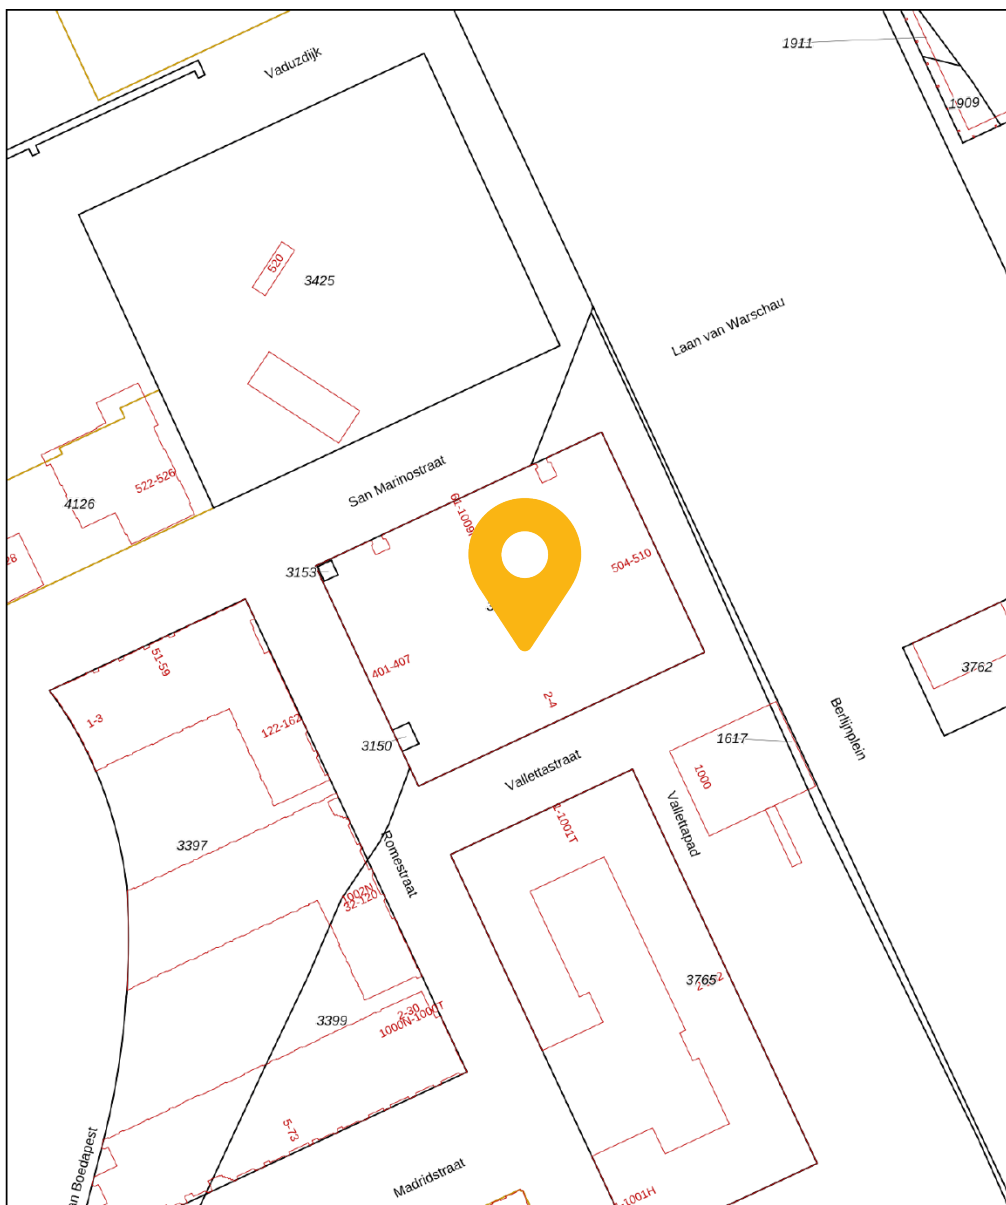 Vaduzdijk
1911
1909
520
3425
Laan van Warschau
San Marinostraat
522-526
4126
28
3153
504-510
401-407
2-4
3150
51-59
1-3
122-162
3762
Berlijnplein
1617
1000
Vallettastraat
Vallettapad
3397
Romestraat
1002N
32-120
3765
3399
2-30
1000N-1000T
5-73
Madridstraat
Boedapest
-1001H